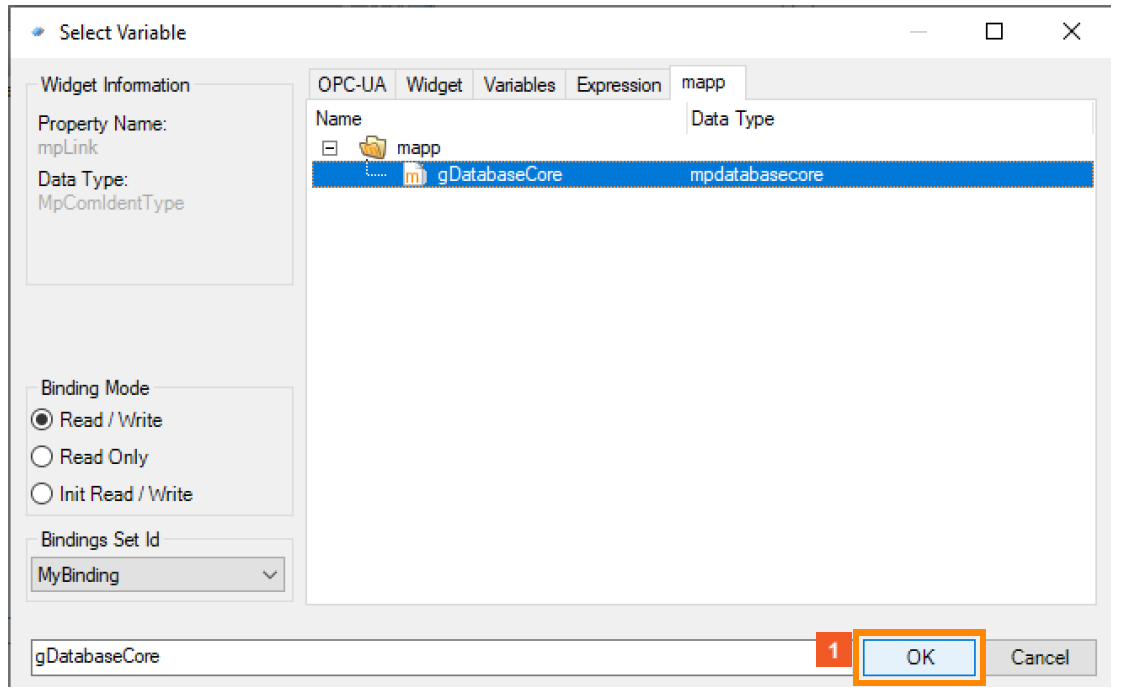 Select Variable
Widget Information
Property Name:
mpLink
Data Type:
MpComIdentType
Binding Mode
Read / Write
Read Only
Init Read / Write
Bindings Set Id
MyBinding
OPC-UA Widget Variables Expression mapp
Name Data Type
mapp
m gDatabaseCore mpdatabasecore
gDatabaseCore
1
OK
Cancel